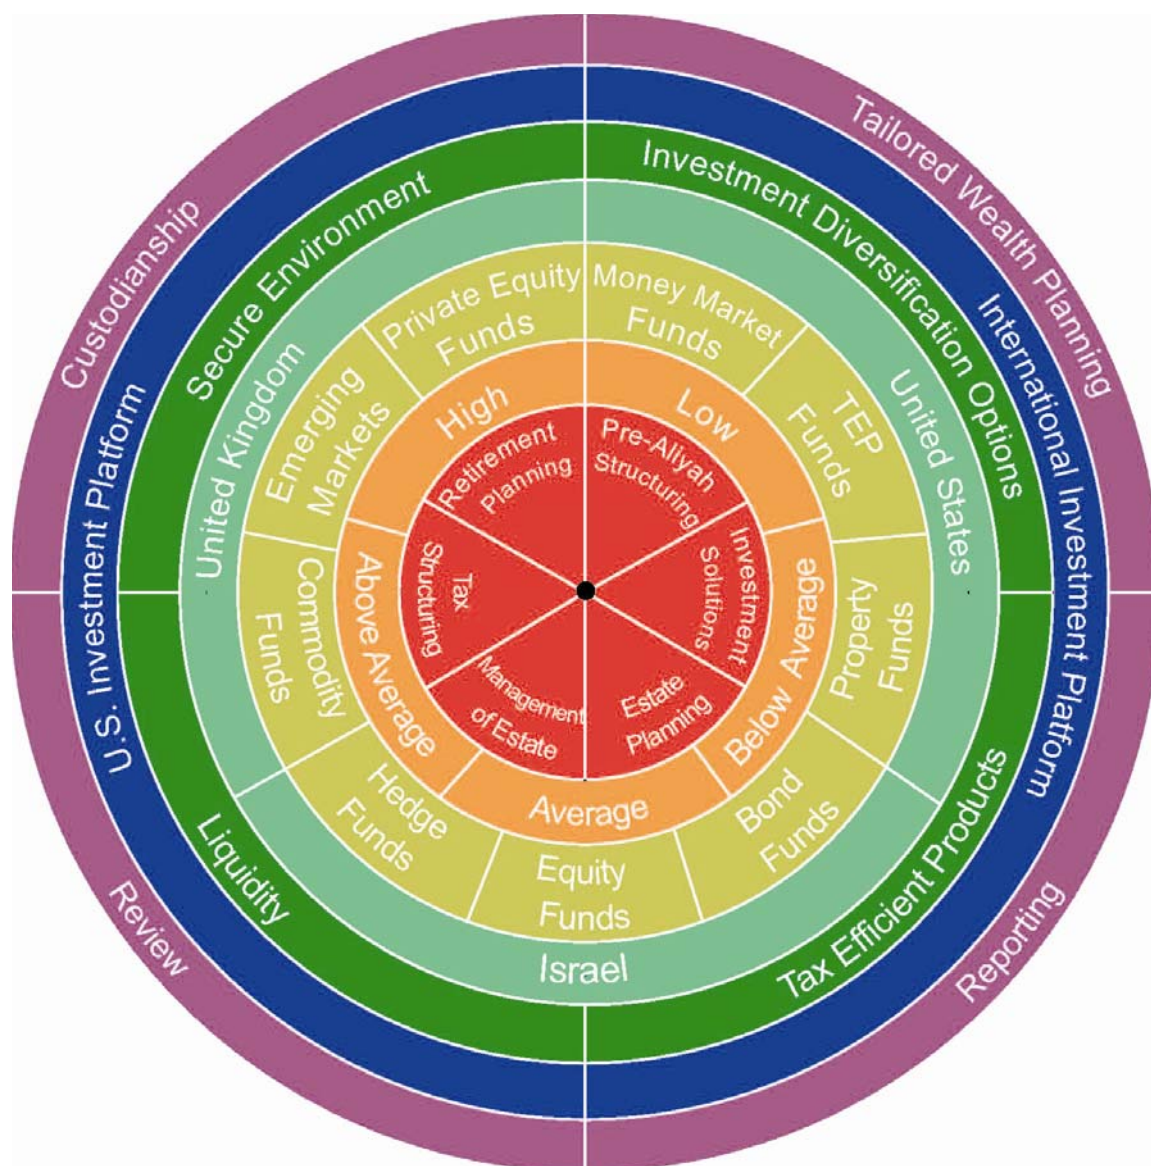 Custodianship
Tailored Wealth Planning
Reporting
Review
U.S. Investment Platform
International Investment Platform
Secure Environment
Investment Diversification Options
Tax Efficient Products
Liquidity
United Kingdom
United States
Israel
Private Equity
Funds
Money Market
Funds
TEP
Funds
Property
Funds
Bond
Funds
Equity
Funds
Hedge
Funds
Commodity
Funds
Emerging
Markets
High
Low
Below Average
Average
Above Average
Retirement
Planning
Pre-Aliyah
Structuring
Investment
Solutions
Estate
Planning
Management
of Estate
Tax
Structuring